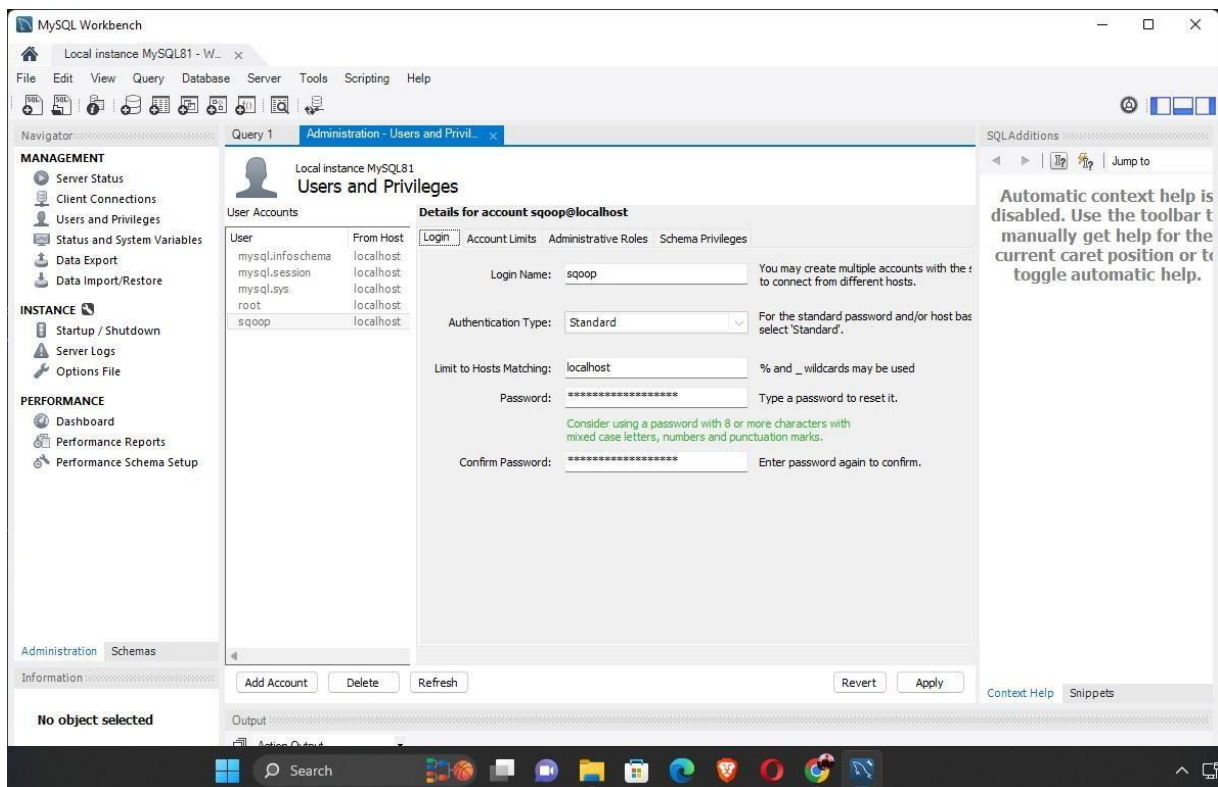 MySQL Workbench
Local instance MySQL81 - W...
File Edit View Query Database Server Tools Scripting Help
Navigator
MANAGEMENT
Server Status
Client Connections
Users and Privileges
Status and System Variables
Data Export
Data Import/Restore
INSTANCE
Startup / Shutdown
Server Logs
Options File
PERFORMANCE
Dashboard
Performance Reports
Performance Schema Setup
Administration Schemas
Information
No object selected
Query 1 Administration - Users and Privil...
Local instance MySQL81
Users and Privileges
User Accounts
User From Host
mysql.infoschema localhost
mysql.session localhost
mysql.sys localhost
root localhost
sqoop localhost
Details for account sqoop@localhost
Login Account Limits Administrative Roles Schema Privileges
Login Name: sqoop
You may create multiple accounts with the s
to connect from different hosts.
Authentication Type: Standard
For the standard password and/or host bas
select 'Standard'.
Limit to Hosts Matching: localhost % and _ wildcards may be used
Password: ****************** Type a password to reset it.
Consider using a password with 8 or more characters with
mixed case letters, numbers and punctuation marks.
Confirm Password: ****************** Enter password again to confirm.
Add Account Delete Refresh Revert Apply
Output
Action Output
SQLAdditions
Jump to
Automatic context help is
disabled. Use the toolbar t
manually get help for the
current caret position or to
toggle automatic help.
Context Help Snippets
Search